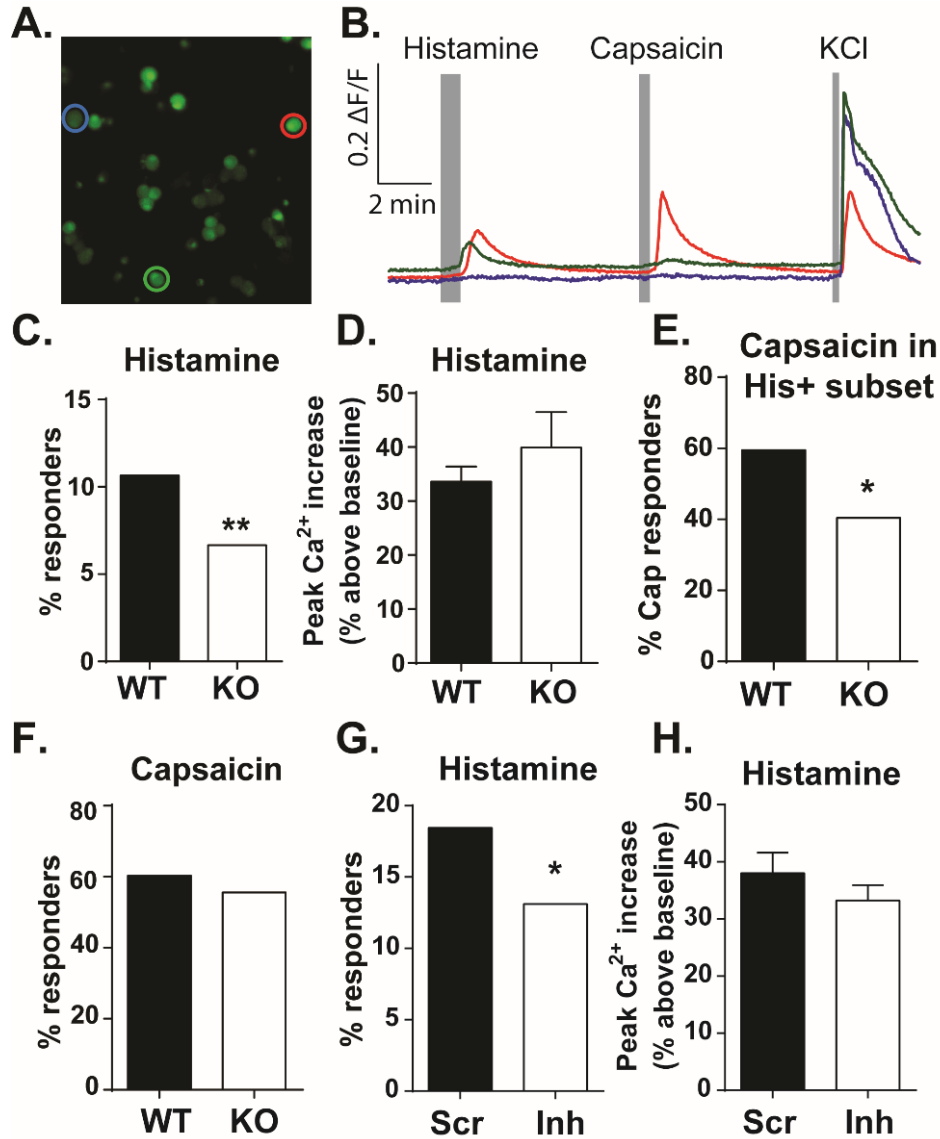 A.
B.
Histamine
Capsaicin
KCl
0.2 ΔF/F
2 min
C.
Histamine
% responders
15
10
5
0
WT
KO
**
D.
Histamine
Peak Ca²⁺ increase
(% above baseline)
50
40
30
20
10
0
WT
KO
E.
Capsaicin in
His+ subset
% Cap responders
80
60
40
20
0
WT
KO
*
F.
Capsaicin
% responders
80
60
40
20
0
WT
KO
G.
Histamine
% responders
20
15
10
5
0
Scr
Inh
*
H.
Histamine
Peak Ca²⁺ increase
(% above baseline)
50
40
30
20
10
0
Scr
Inh